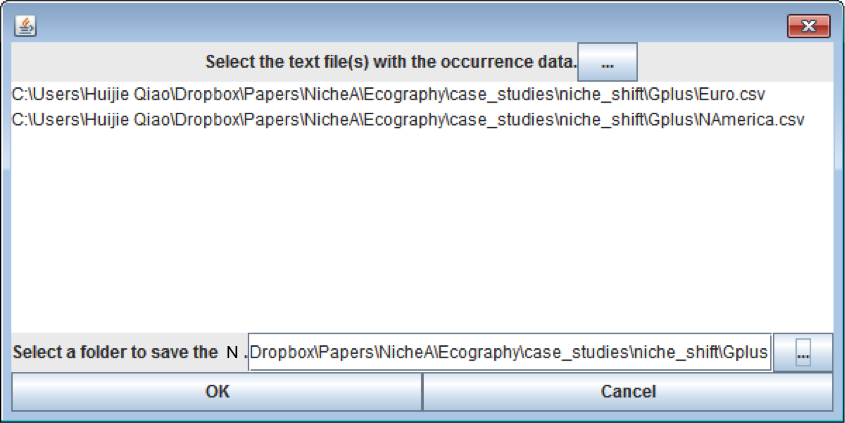 Select the text file(s) with the occurrence data. ...
C:\Users\Huijie Qiao\Dropbox\Papers\NicheA\Ecography\case_studies\niche_shift\Gplus\Euro.csv
C:\Users\Huijie Qiao\Dropbox\Papers\NicheA\Ecography\case_studies\niche_shift\Gplus\NAmerica.csv
Select a folder to save the N . Dropbox\Papers\NicheA\Ecography\case_studies\niche_shift\Gplus ...
OK Cancel